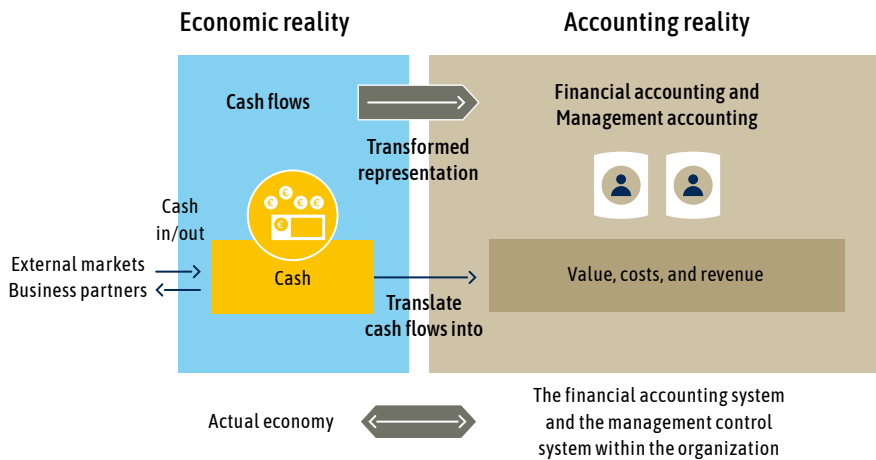 Economic reality
Accounting reality
Cash flows
Financial accounting and
Management accounting
Transformed
representation
Cash
in/out
€
€
€
€
€
External markets
Business partners
Cash
Value, costs, and revenue
Translate
cash flows into
Actual economy
The financial accounting system
and the management control
system within the organization